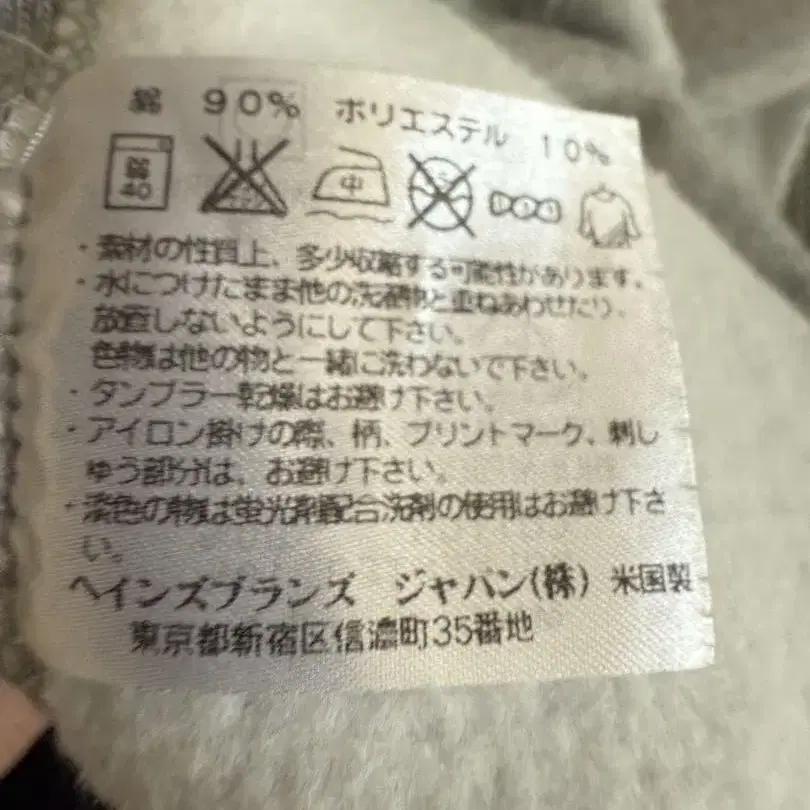 綿 90% ポリエステル 10%
40 中
・素材の性質上、多少収縮する可能性があります。
・水につけたまま他の洗濯物と重ねあわせたり、
放置しないようにして下さい。
色物は他の物と一緒に洗わないで下さい。
・タンブラー乾燥はお避け下さい。
・アイロン掛けの際、柄、プリントマーク、刺し
ゅう部分は、お避け下さい。
・淡色の物は蛍光剤配合洗剤の使用はお避け下さ
い。
ヘインズブランズ ジャパン(株) 米国製
東京都新宿区信濃町35番地